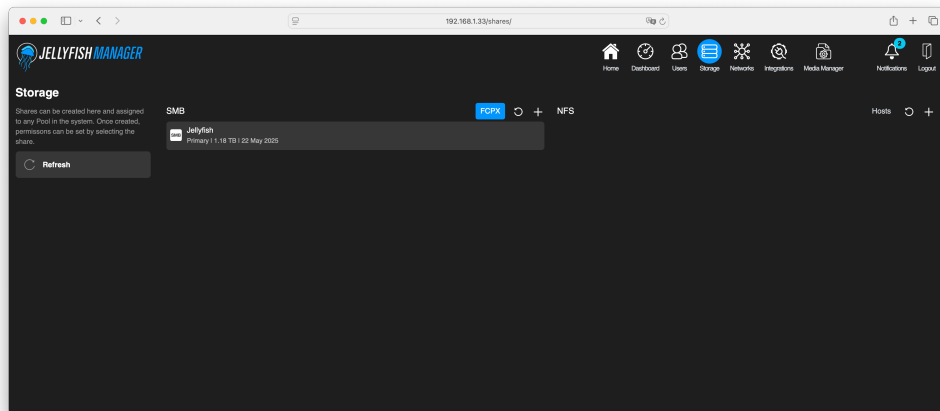 192.168.1.33/shares/
JELLYFISH MANAGER
Home
Dashboard
Users
Storage
Networks
Integrations
Media Manager
3
Notifications
Logout
Storage
Shares can be created here and assigned
to any Pool in the system. Once created,
permissons can be set by selecting the
share.
Refresh
SMB
FCPX
SMB
Jellyfish
Primary | 1.18 TB | 22 May 2025
NFS
Hosts